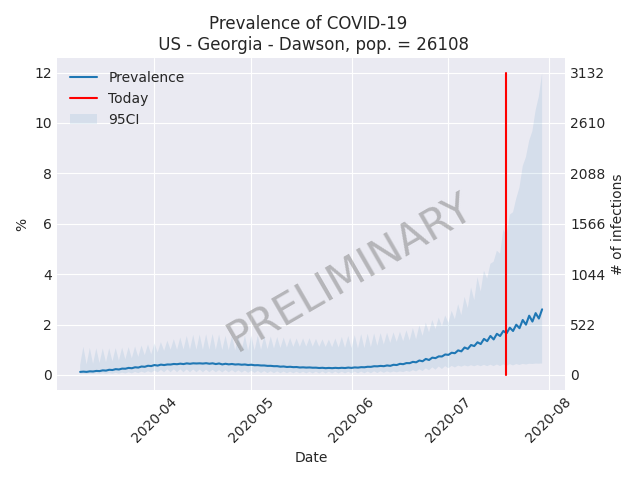 Prevalence of COVID-19
US - Georgia - Dawson, pop. = 26108
Prevalence
Today
95CI
12
10
8
6
4
2
0
%
3132
2610
2088
1566
1044
522
0
# of infections
PRELIMINARY
2020-04
2020-05
2020-06
2020-07
2020-08
Date